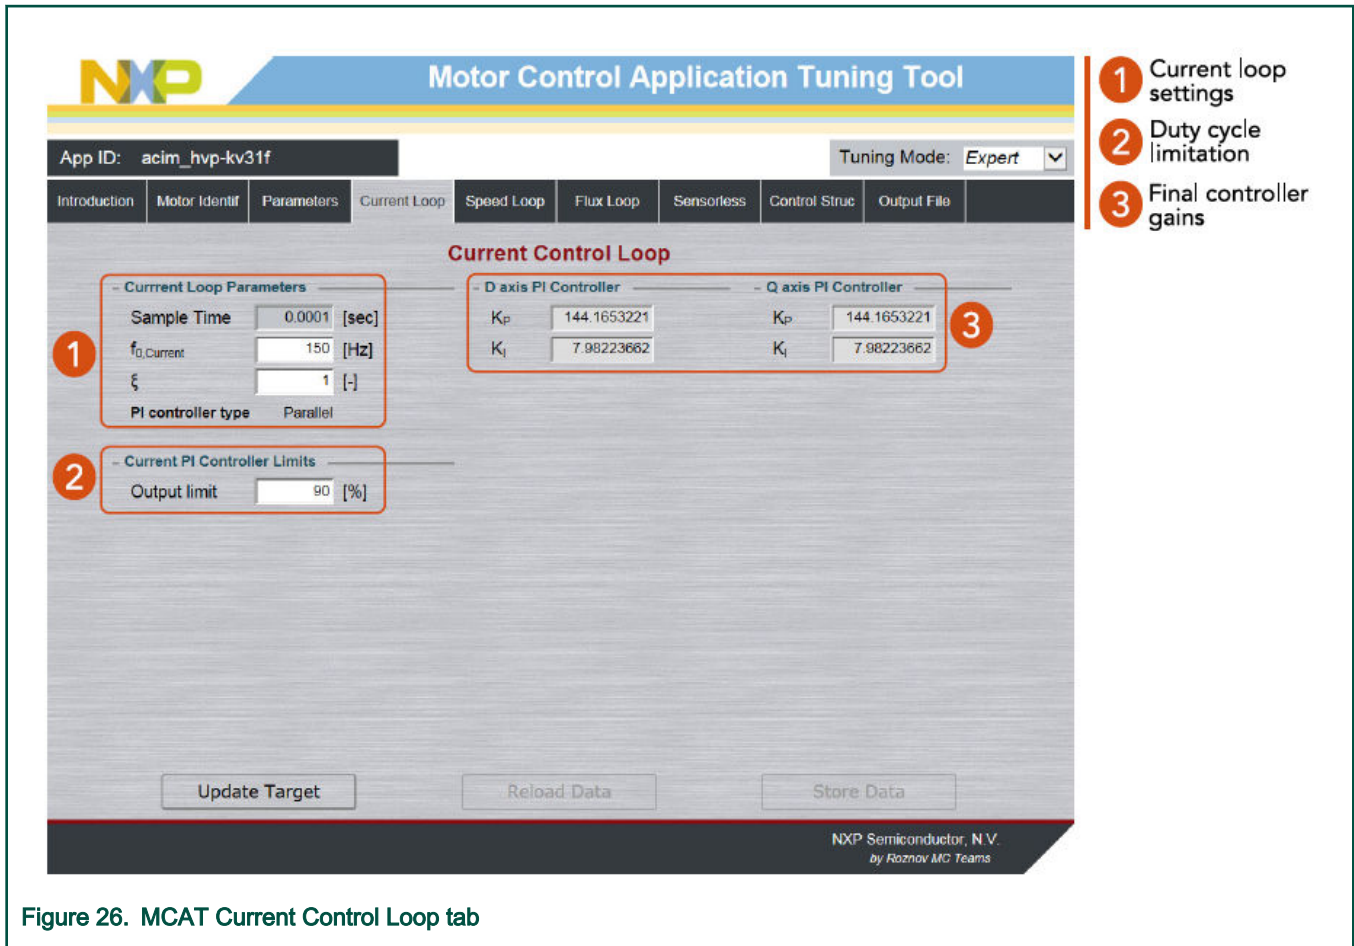 NXP
Motor Control Application Tuning Tool
App ID: acim_hvp-kv31f
Tuning Mode: Expert
Introduction Motor Identif Parameters Current Loop Speed Loop Flux Loop Sensorless Control Struc Output File
1 Current loop
settings
2 Duty cycle
limitation
3 Final controller
gains
Current Control Loop
Currrent Loop Parameters
Sample Time 0.0001 [sec]
f0,Current 150 [Hz]
ξ 1 [-]
PI controller type Parallel
1
D axis PI Controller
KP 144.1653221
KI 7.98223662
Q axis PI Controller
KP 144.1653221
KI 7.98223662
3
Current PI Controller Limits
Output limit 90 [%]
2
Update Target Reload Data Store Data
NXP Semiconductor, N.V.
by Roznov MC Teams
Figure 26. MCAT Current Control Loop tab